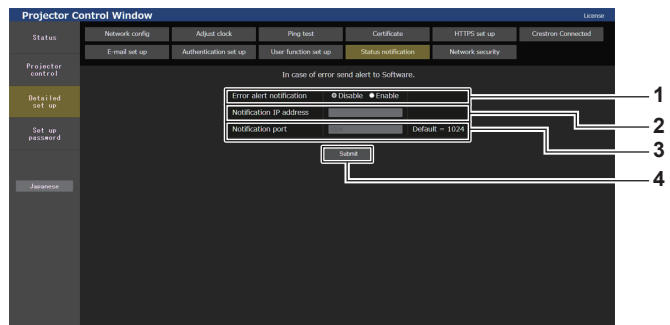 Projector Control Window
License
Status
Network config
Adjust clock
Ping test
Certificate
HTTPS set up
Crestron Connected
E-mail set up
Authentication set up
User function set up
Status notification
Network security
Projector
control
In case of error send alert to Software.
Detailed
set up
Error alert notification Disable Enable
1
Notification IP address
2
Notification port Default = 1024
3
Set up
password
Submit
4
Japanese